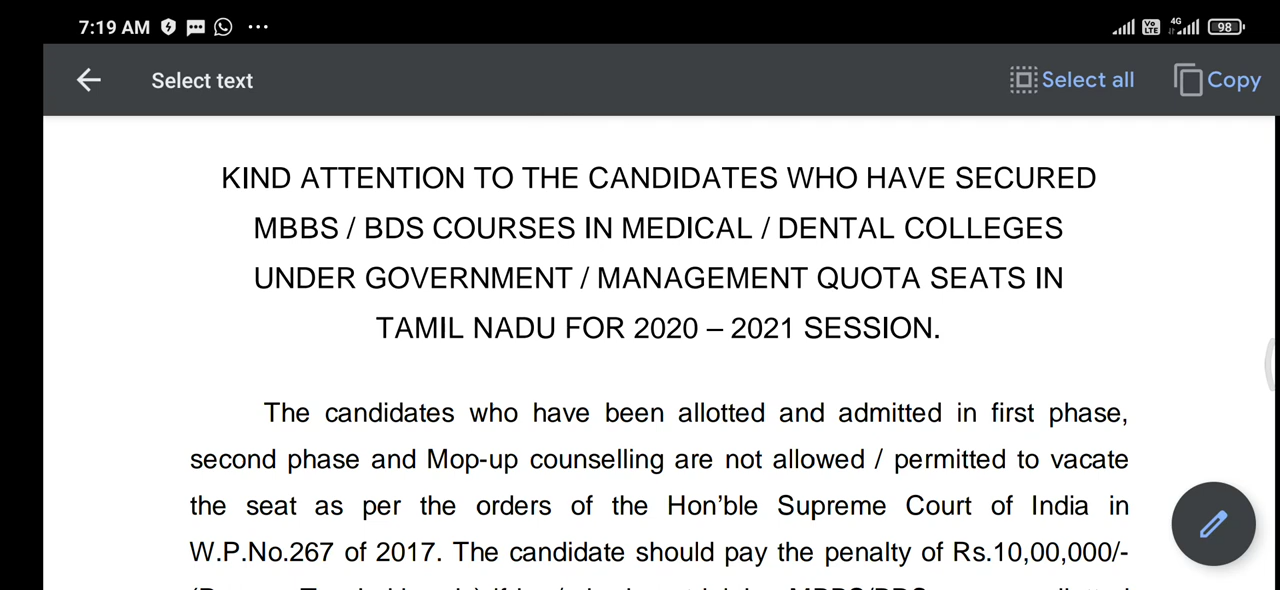 7:19 AM
Vo LTE 4G 98
Select text
Select all
Copy
KIND ATTENTION TO THE CANDIDATES WHO HAVE SECURED
MBBS / BDS COURSES IN MEDICAL / DENTAL COLLEGES
UNDER GOVERNMENT / MANAGEMENT QUOTA SEATS IN
TAMIL NADU FOR 2020 – 2021 SESSION.
The candidates who have been allotted and admitted in first phase,
second phase and Mop-up counselling are not allowed / permitted to vacate
the seat as per the orders of the Hon’ble Supreme Court of India in
W.P.No.267 of 2017. The candidate should pay the penalty of Rs.10,00,000/-